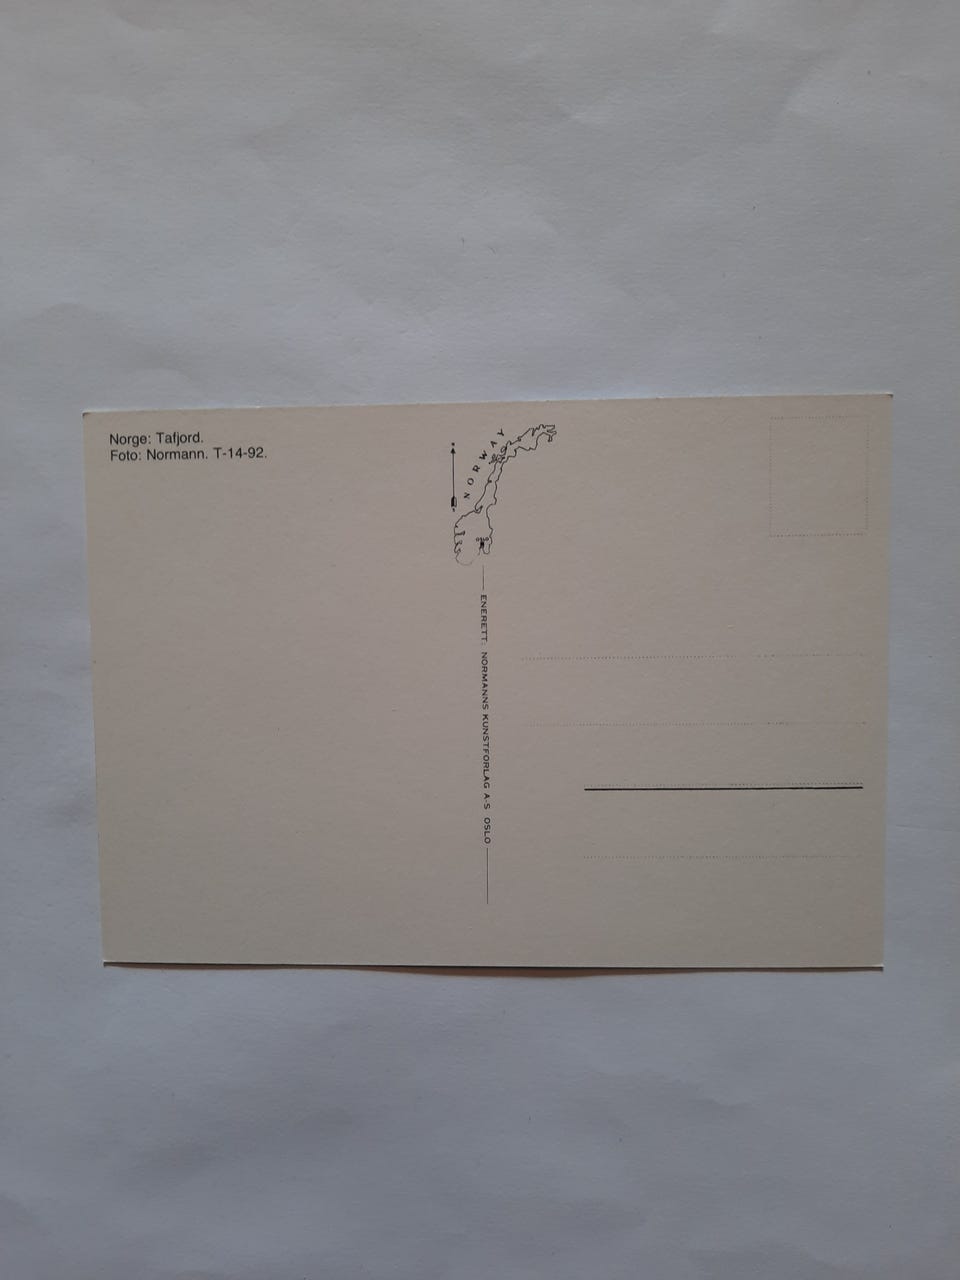 Norge: Tafjord.
Foto: Normann. T-14-92.
NORWAY
ENERETT: NORMANNS KUNSTFORLAG A-S OSLO